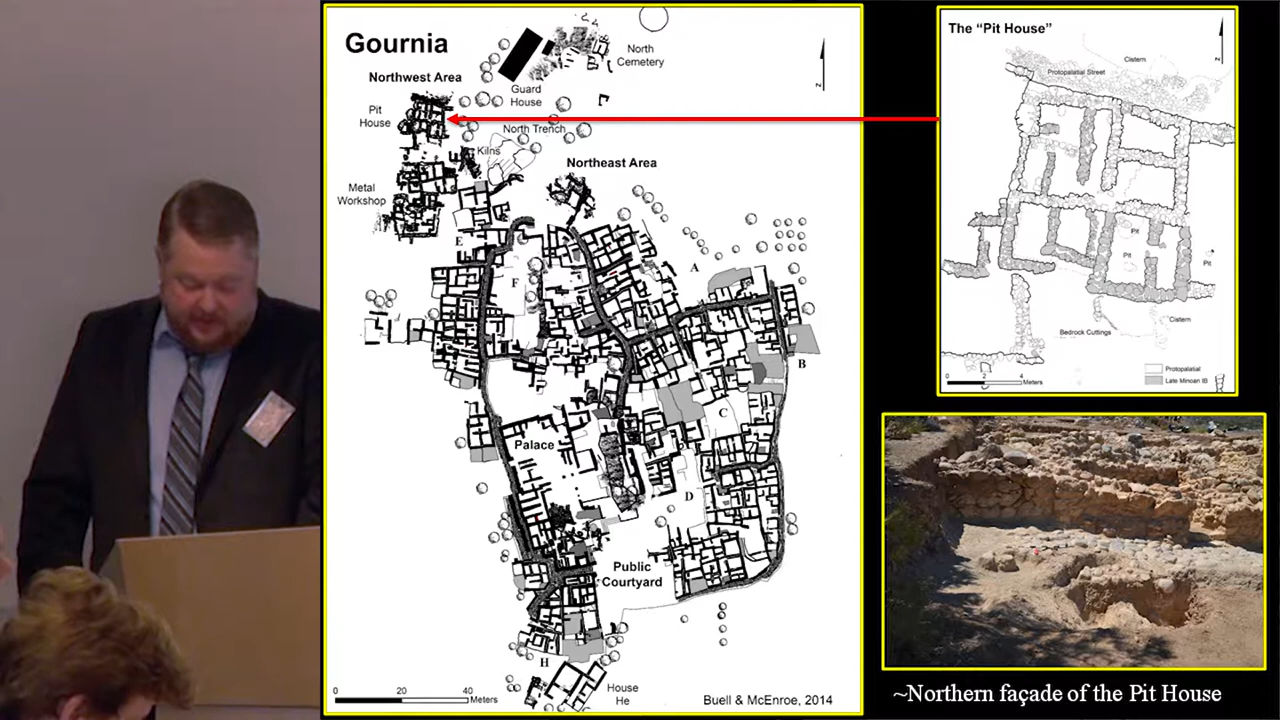 Gournia
Northwest Area
Pit
House
Guard
House
North
Cemetery
N
North Trench
Kilns
Northeast Area
Metal
Workshop
E
F
A
B
C
Palace
D
Public
Courtyard
H
House
He
0 20 40
Meters
Buell & McEnroe, 2014
The “Pit House”
N
Cistern
Protopalatial Street
Pit
Pit
Pit
Cistern
Bedrock Cuttings
Protopalatial
Late Minoan IB
0 2 4
Meters
~Northern façade of the Pit House